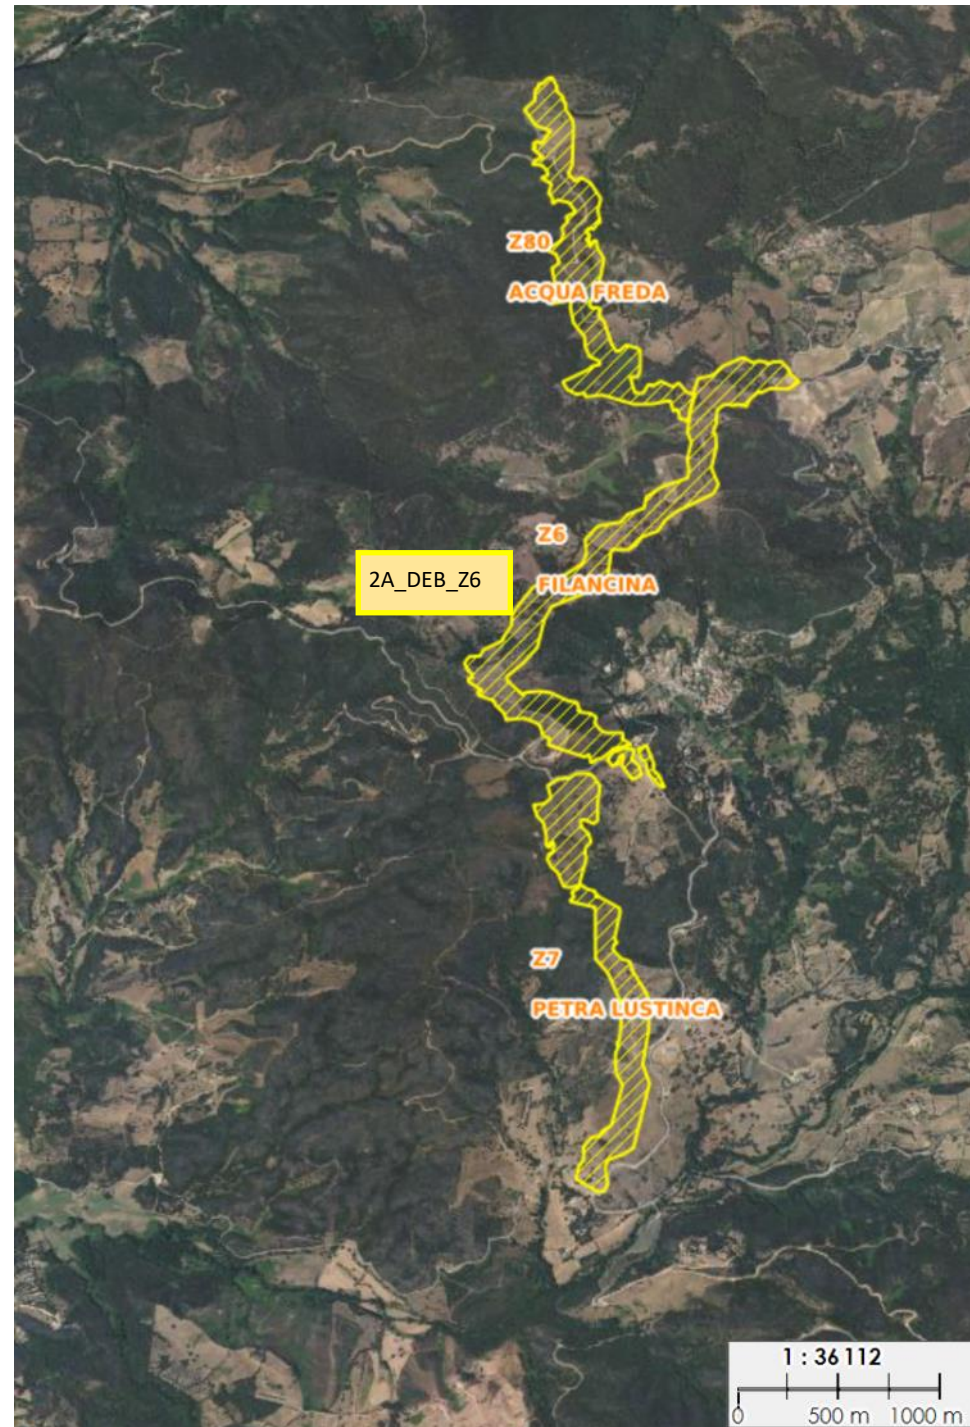 Z80
ACQUA FREDA
Z6
2A_DEB_Z6
FILANCINA
Z7
PETRA LUSTINCA
1 : 36 112
0 500 m 1000 m